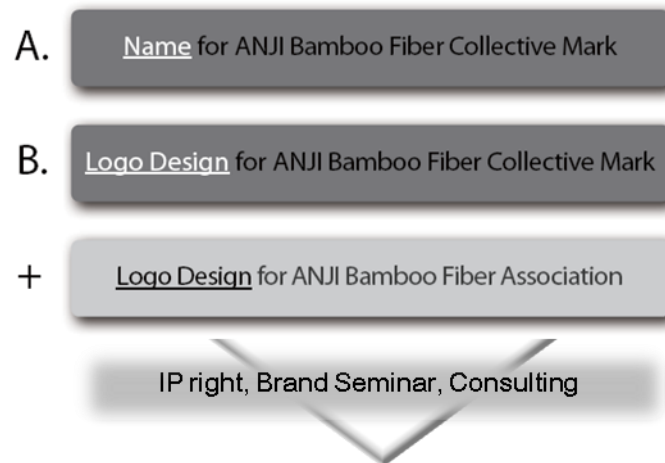 A. Name for ANJI Bamboo Fiber Collective Mark
B. Logo Design for ANJI Bamboo Fiber Collective Mark
+ Logo Design for ANJI Bamboo Fiber Association
IP right, Brand Seminar, Consulting